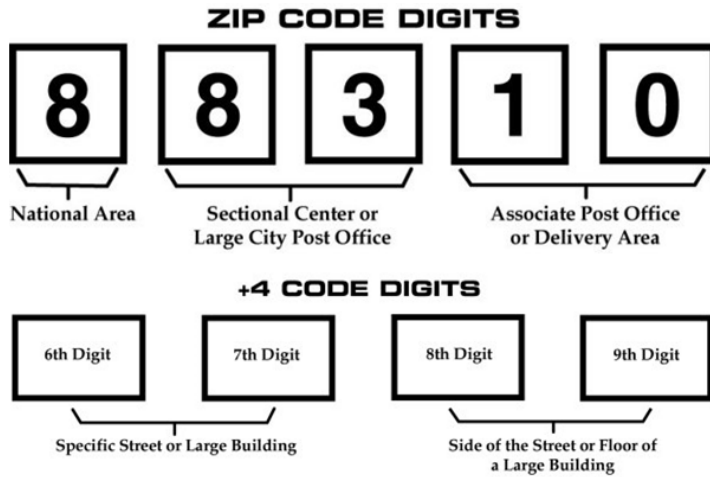 ZIP CODE DIGITS
8 8 3 1 0
National Area
Sectional Center or
Large City Post Office
Associate Post Office
or Delivery Area
+4 CODE DIGITS
6th Digit
7th Digit
8th Digit
9th Digit
Specific Street or Large Building
Side of the Street or Floor of
a Large Building